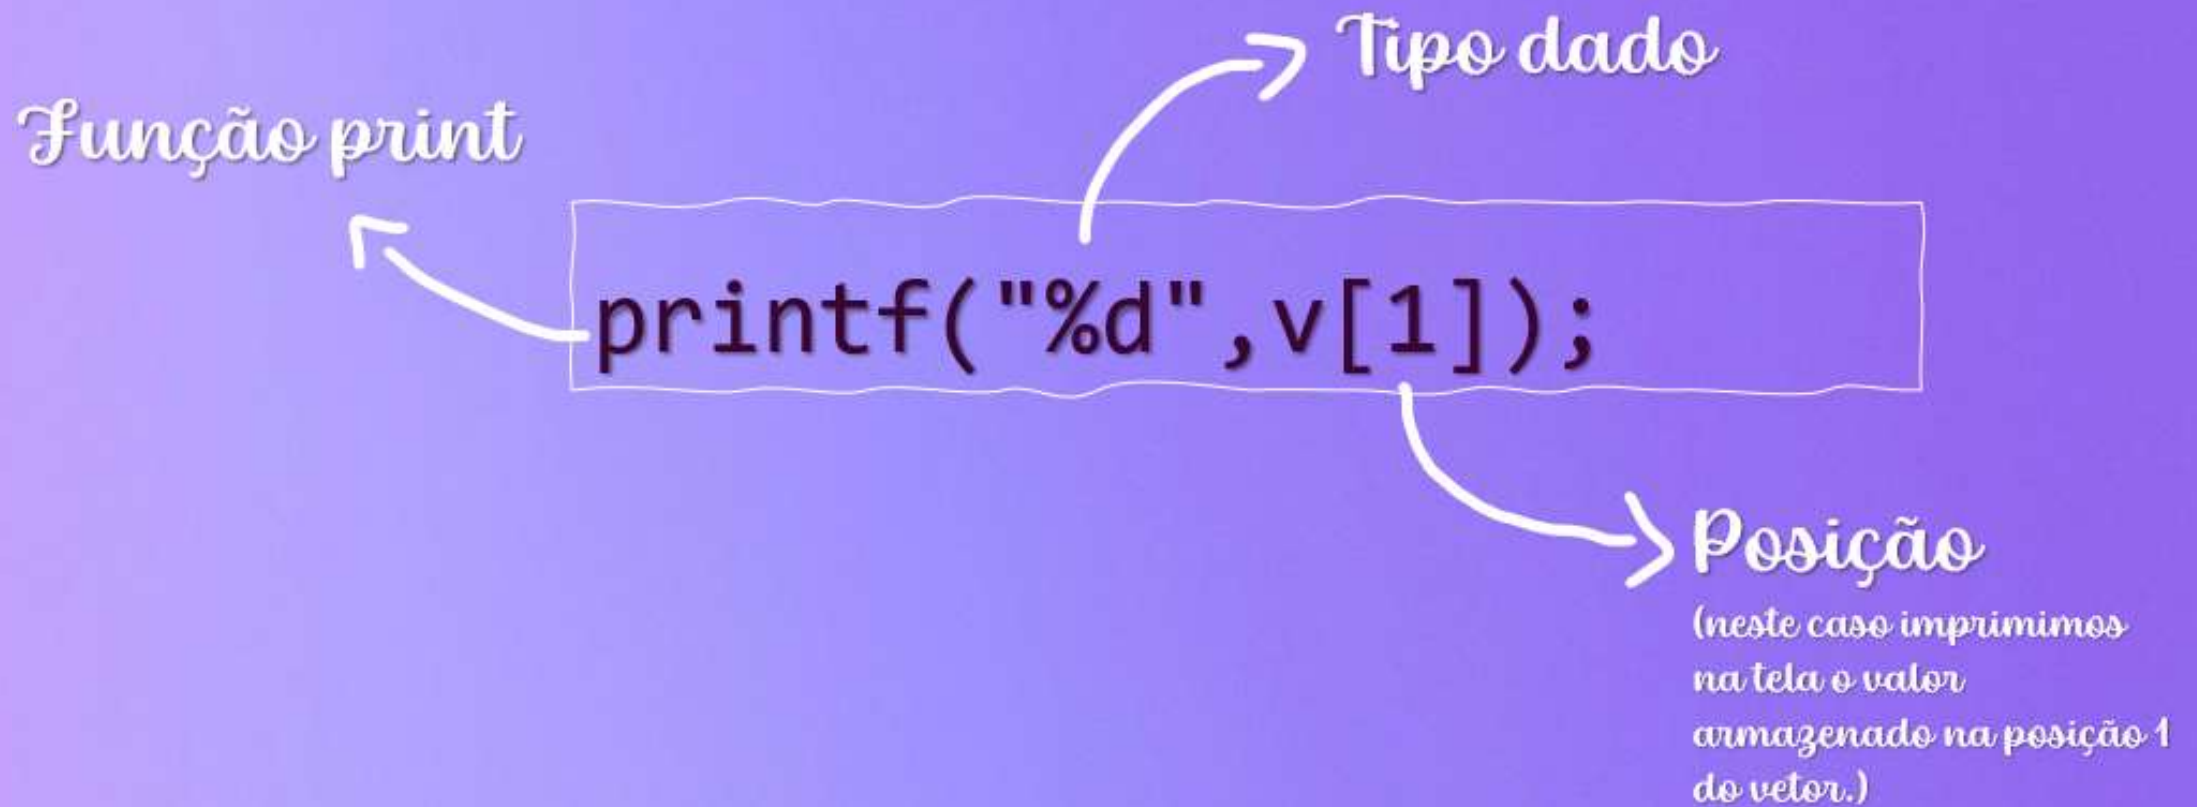 Tipo dado
Função print
printf("%d",v[1]);
Posição
(neste caso imprimimos
na tela o valor
armazenado na posição 1
do vetor.)